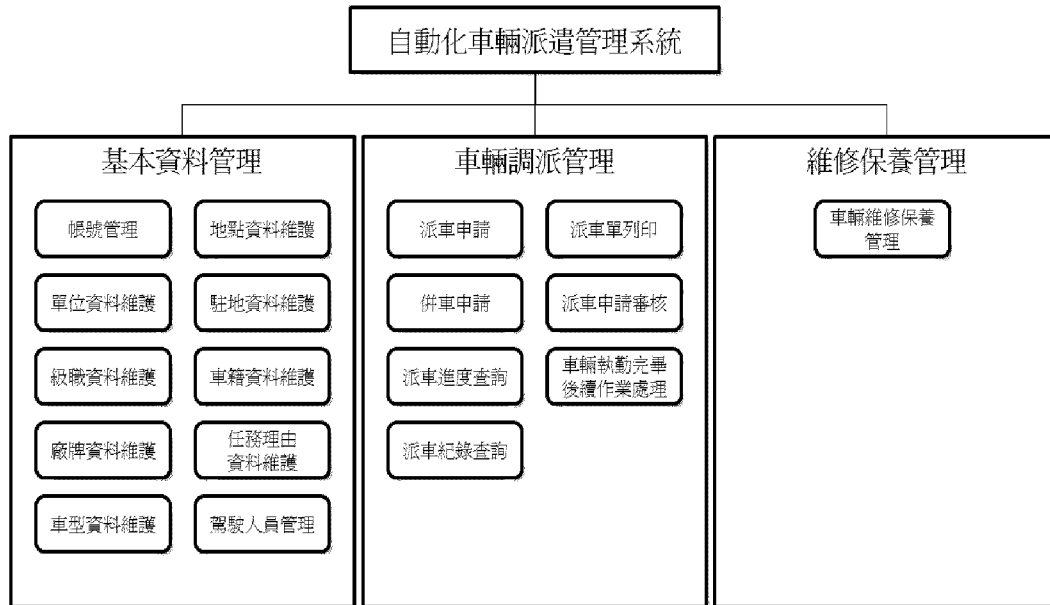 自動化車輛派遣管理系統
基本資料管理
帳號管理
地點資料維護
單位資料維護
駐地資料維護
級職資料維護
車籍資料維護
廠牌資料維護
任務理由
資料維護
車型資料維護
駕駛人員管理
車輛調派管理
派車申請
派車單列印
併車申請
派車申請審核
派車進度查詢
車輛執勤完畢
後續作業處理
派車紀錄查詢
維修保養管理
車輛維修保養
管理